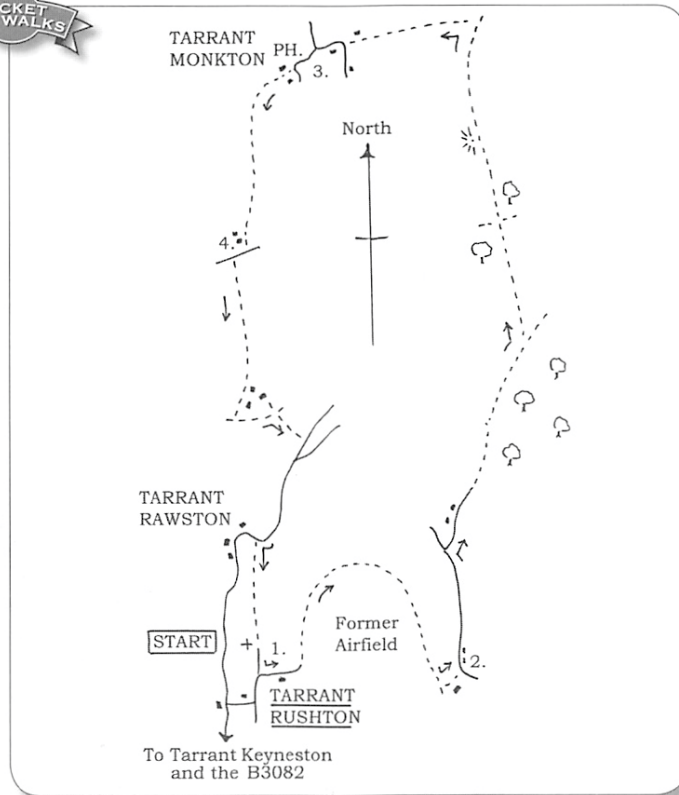 WALKS
TARRANT
MONKTON
PH.
3.
North
4.
TARRANT
RAWSTON
START
1.
Former
Airfield
2.
TARRANT
RUSHTON
To Tarrant Keyneston
and the B3082